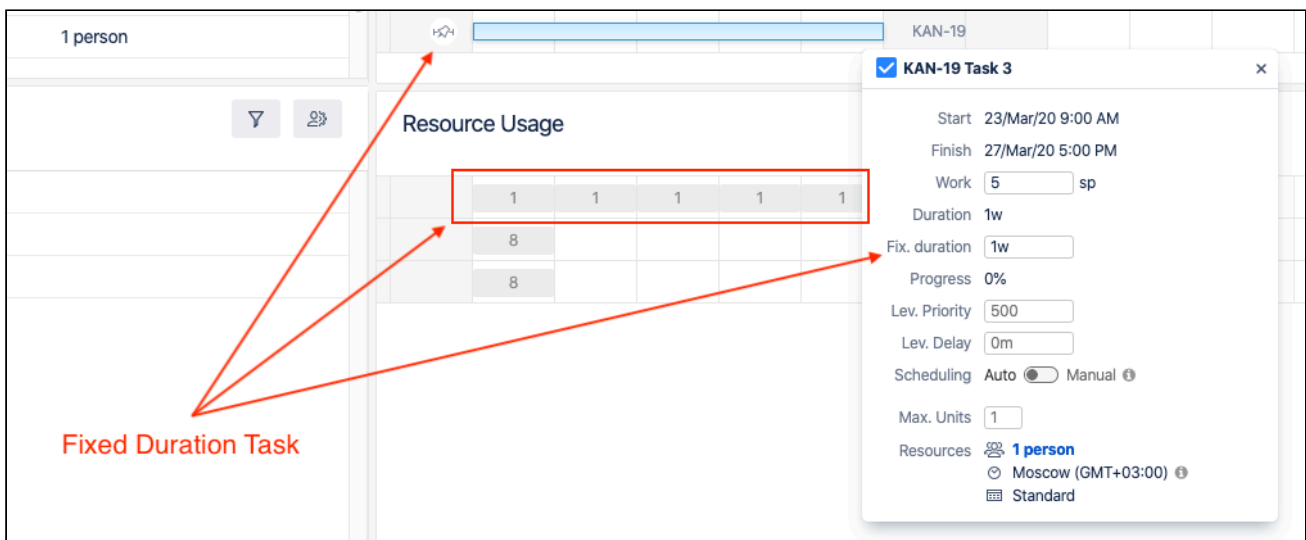 1 person
KAN-19
KAN-19 Task 3
Start 23/Mar/20 9:00 AM
Finish 27/Mar/20 5:00 PM
Work 5 sp
Duration 1w
Fix. duration 1w
Progress 0%
Lev. Priority 500
Lev. Delay 0m
Scheduling Auto Manual
Max. Units 1
Resources 1 person
Moscow (GMT+03:00)
Standard
Resource Usage
1 1 1 1 1
8
8
Fixed Duration Task